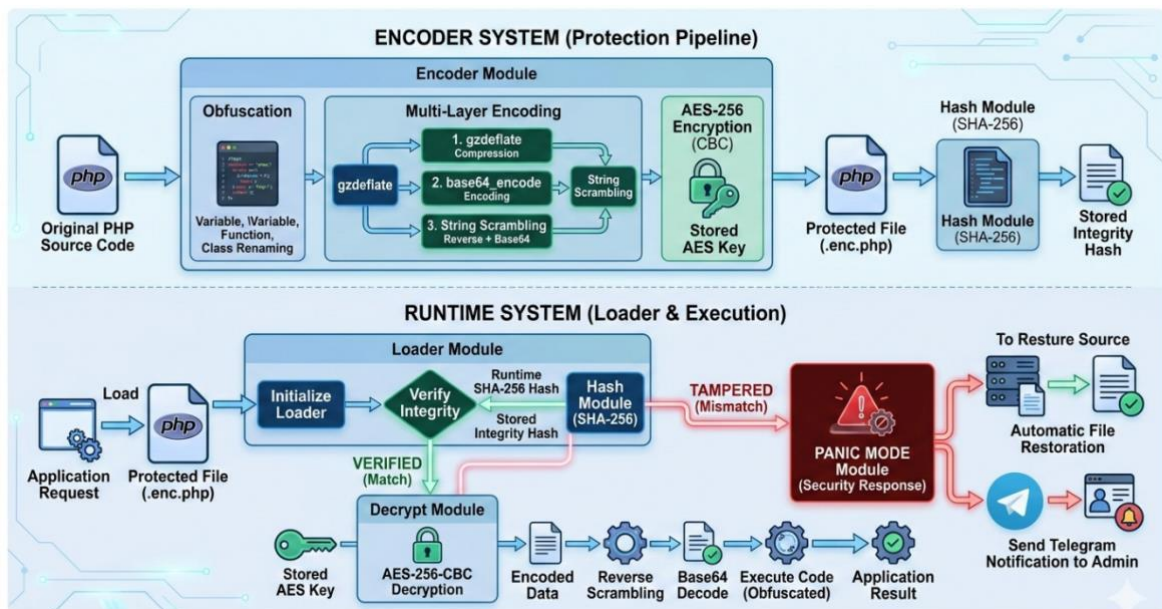 ENCODER SYSTEM (Protection Pipeline)
Encoder Module
Obfuscation
Multi-Layer Encoding
AES-256
Encryption
(CBC)
Hash Module
(SHA-256)
php
Original PHP
Source Code
Variable, \Variable,
Function,
Class Renaming
gzdeflate
1. gzdeflate
Compression
2. base64_encode
Encoding
3. String Scrambling
Reverse + Base64
String
Scrambling
Stored
AES Key
php
Protected File
(.enc.php)
Hash Module
(SHA-256)
Stored
Integrity
Hash
RUNTIME SYSTEM (Loader & Execution)
Loader Module
Load
Application
Request
php
Protected File
(.enc.php)
Initialize
Loader
Verify
Integrity
Runtime
SHA-256 Hash
Stored
Integrity Hash
Hash
Module
(SHA-256)
TAMPERED
(Mismatch)
PANIC MODE
Module
(Security Response)
To Resture Source
Automatic File
Restoration
Send Telegram
Notification to Admin
VERIFIED
(Match)
Decrypt Module
Stored
AES Key
AES-256-CBC
Decryption
Encoded
Data
Reverse
Scrambling
Base64
Decode
Execute Code
(Obfuscated)
Application
Result